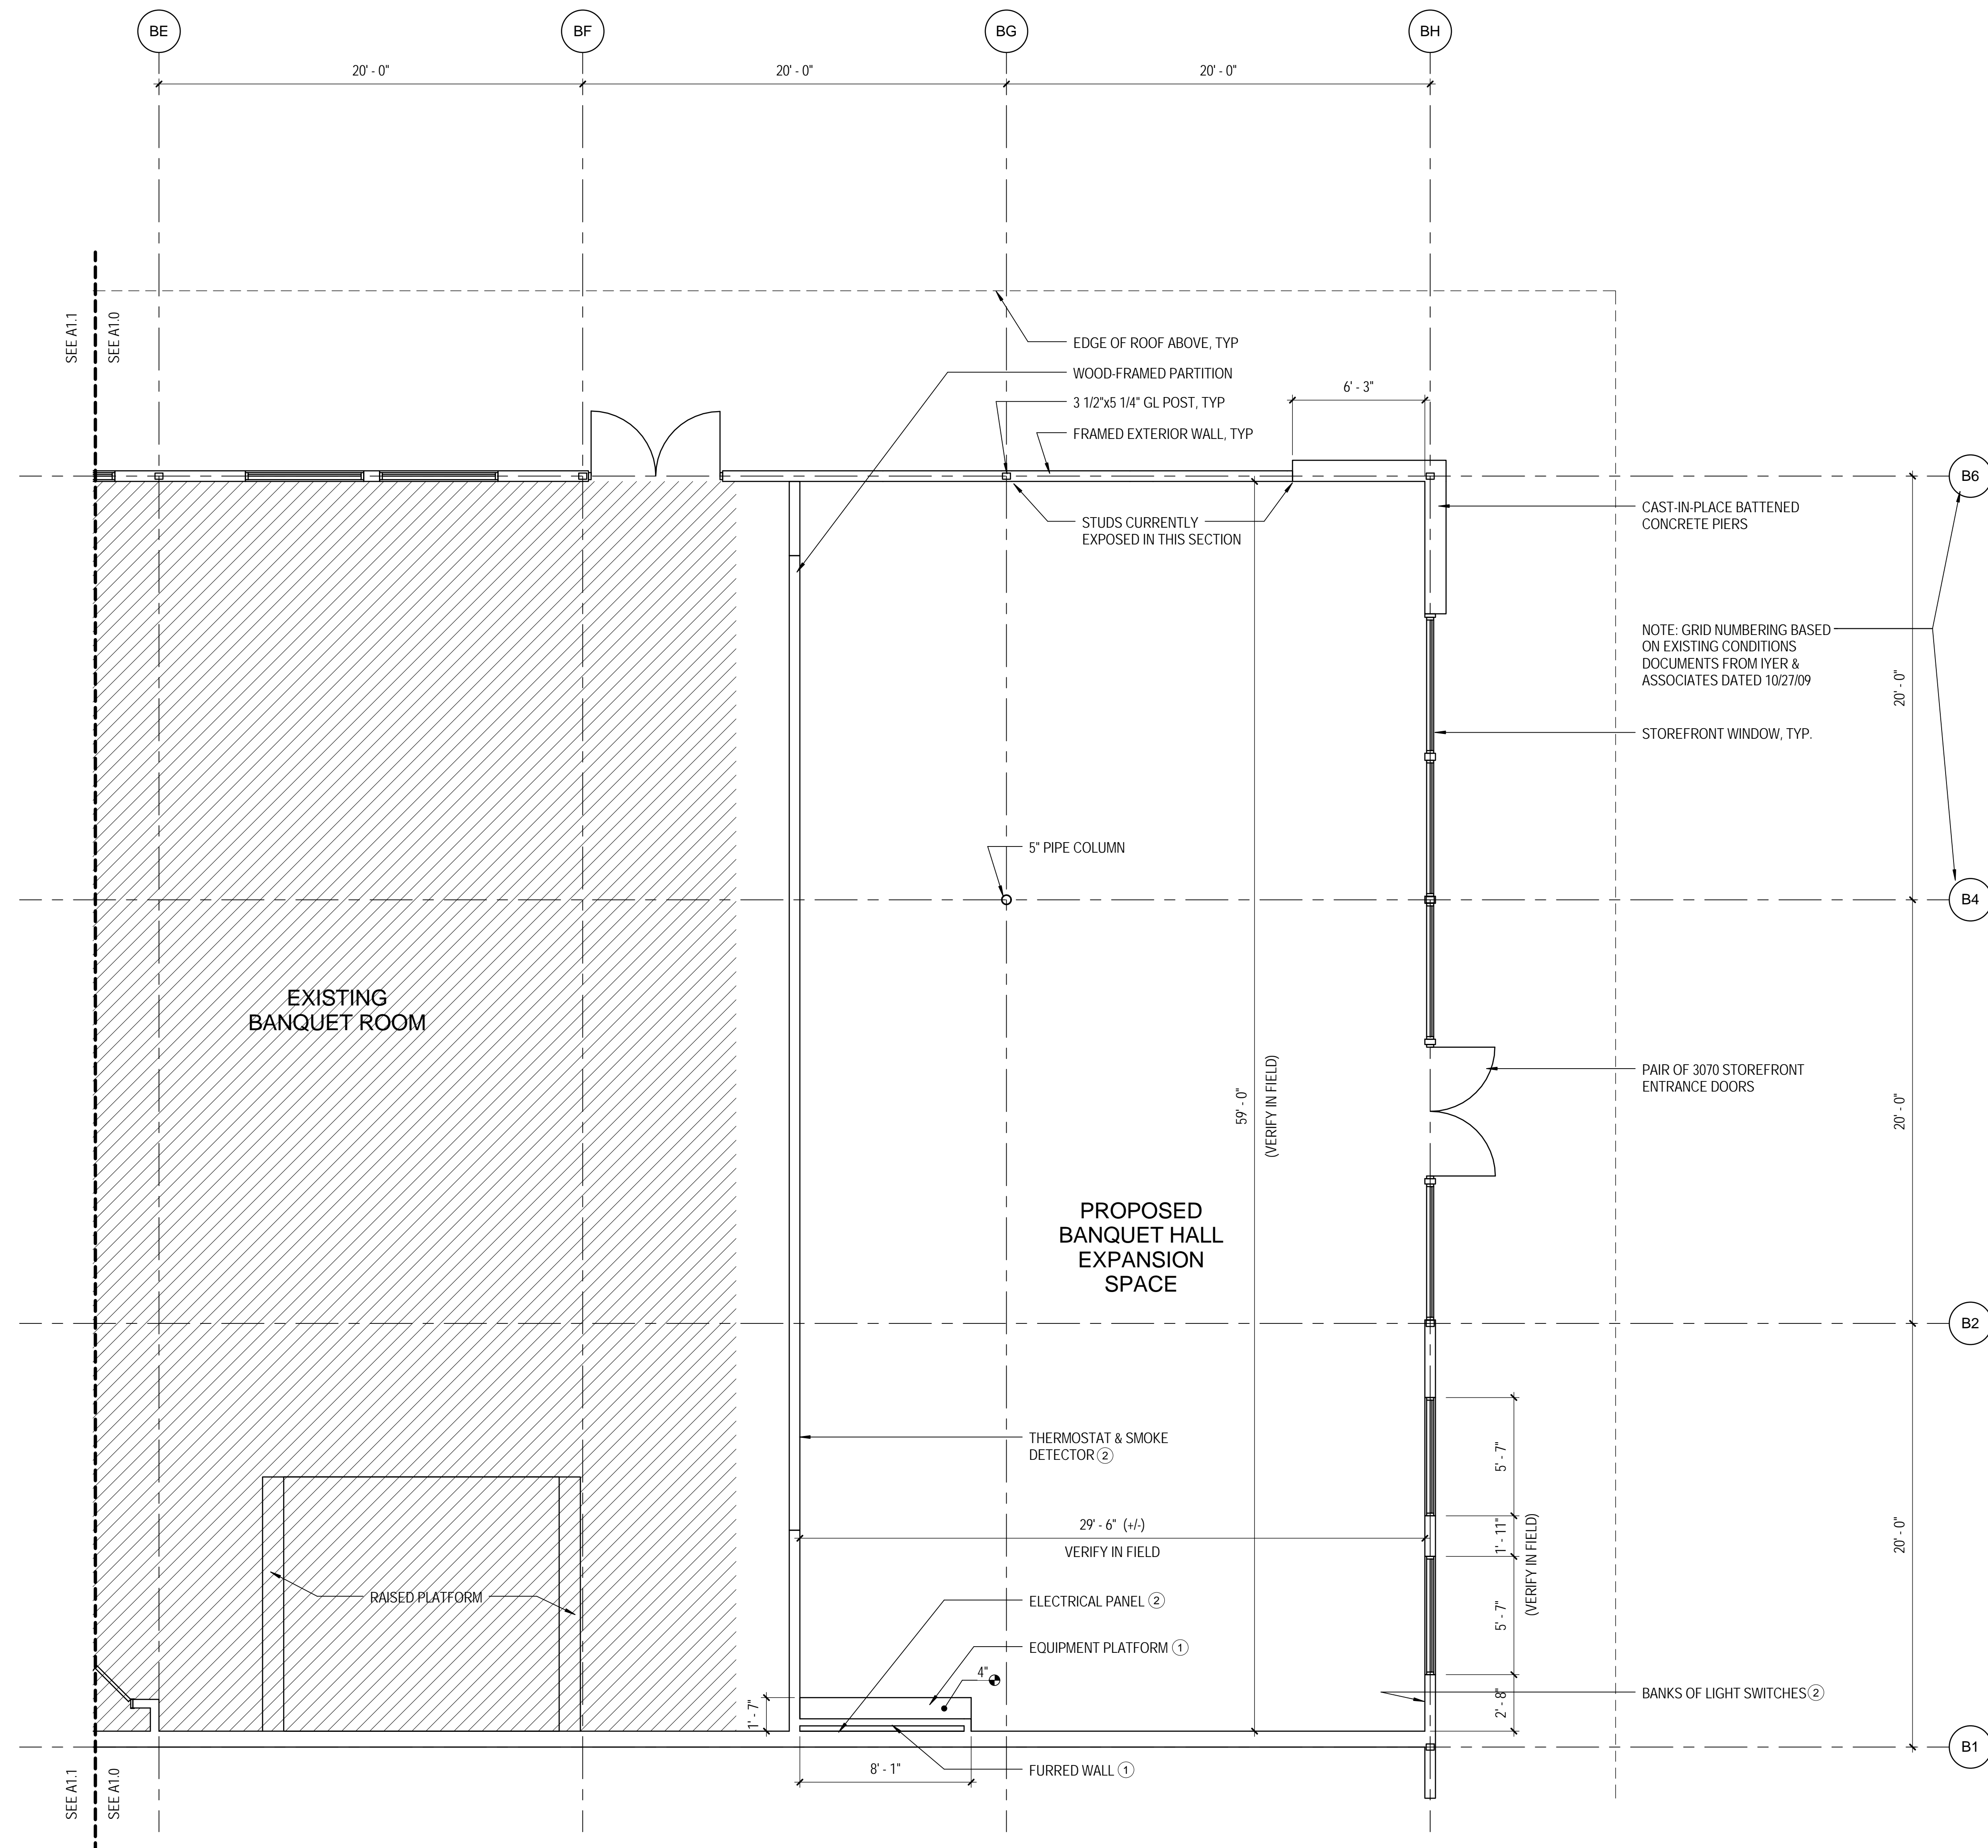 BE
BF
BG
BH
20' - 0"
20' - 0"
20' - 0"
SEE A1.1
SEE A1.0
EDGE OF ROOF ABOVE, TYP
WOOD-FRAMED PARTITION
3 1/2"x5 1/4" GL POST, TYP
FRAMED EXTERIOR WALL, TYP
6' - 3"
B6
STUDS CURRENTLY
EXPOSED IN THIS SECTION
CAST-IN-PLACE BATTENED
CONCRETE PIERS
NOTE: GRID NUMBERING BASED
ON EXISTING CONDITIONS
DOCUMENTS FROM IYER &
ASSOCIATES DATED 10/27/09
20' - 0"
STOREFRONT WINDOW, TYP.
5" PIPE COLUMN
B4
EXISTING
BANQUET ROOM
59' - 0"
(VERIFY IN FIELD)
PAIR OF 3070 STOREFRONT
ENTRANCE DOORS
20' - 0"
PROPOSED
BANQUET HALL
EXPANSION
SPACE
B2
THERMOSTAT & SMOKE
DETECTOR 2
5' - 7"
1' - 11"
5' - 7"
2' - 8"
(VERIFY IN FIELD)
20' - 0"
29' - 6" (+/-)
VERIFY IN FIELD
RAISED PLATFORM
ELECTRICAL PANEL 2
EQUIPMENT PLATFORM 1
4"
1' - 7"
BANKS OF LIGHT SWITCHES 2
B1
8' - 1"
FURRED WALL 1
SEE A1.1
SEE A1.0